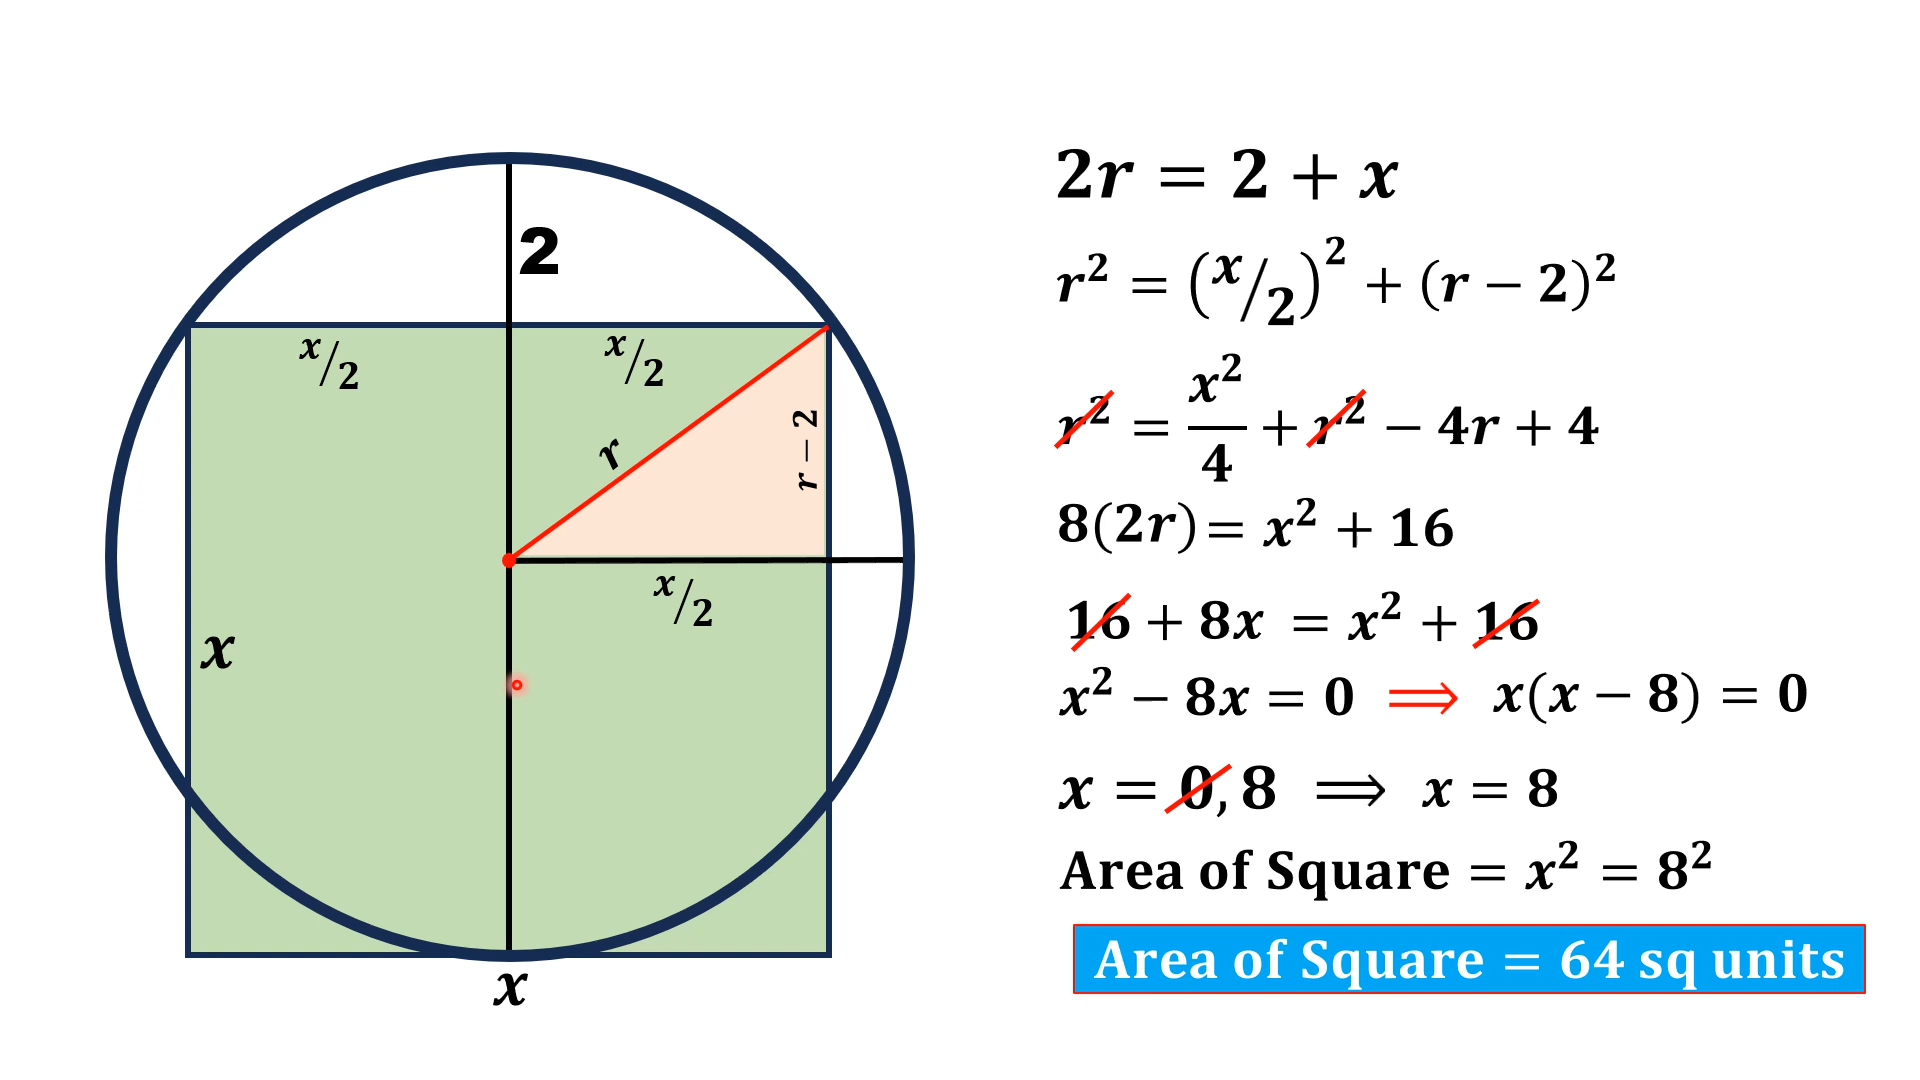 2
x/2
x/2
r
r − 2
x/2
x
x
2r = 2 + x
r² = (x/2)² + (r − 2)²
r² = x²/4 + r² − 4r + 4
8(2r) = x² + 16
16 + 8x = x² + 16
x² − 8x = 0 ⟹ x(x − 8) = 0
x = 0, 8 ⟹ x = 8
Area of Square = x² = 8²
Area of Square = 64 sq units